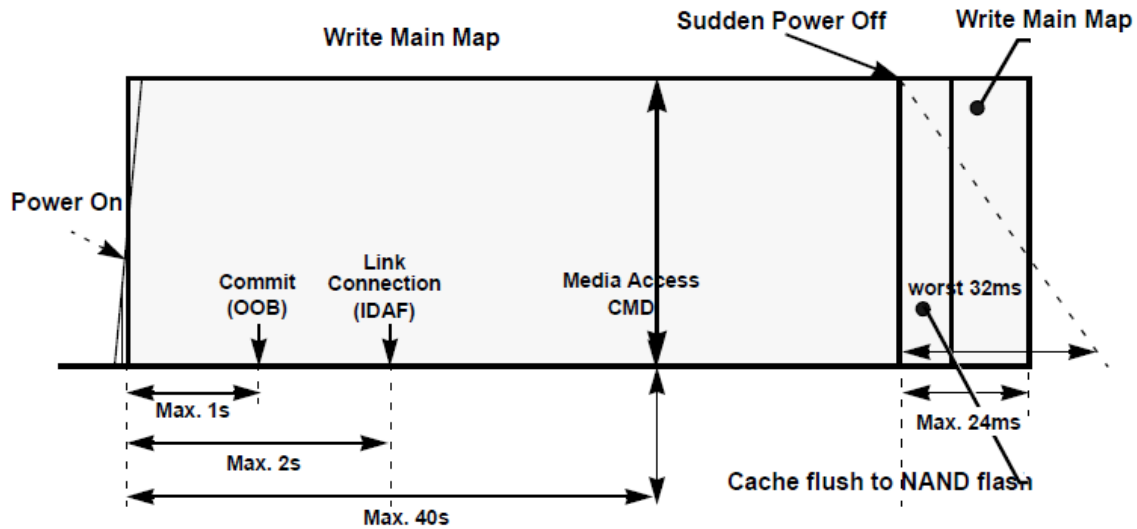 Write Main Map
Sudden Power Off
Write Main Map
Power On
Commit
(OOB)
Link
Connection
(IDAF)
Media Access
CMD
worst 32ms
Max. 1s
Max. 24ms
Max. 2s
Cache flush to NAND flash
Max. 40s